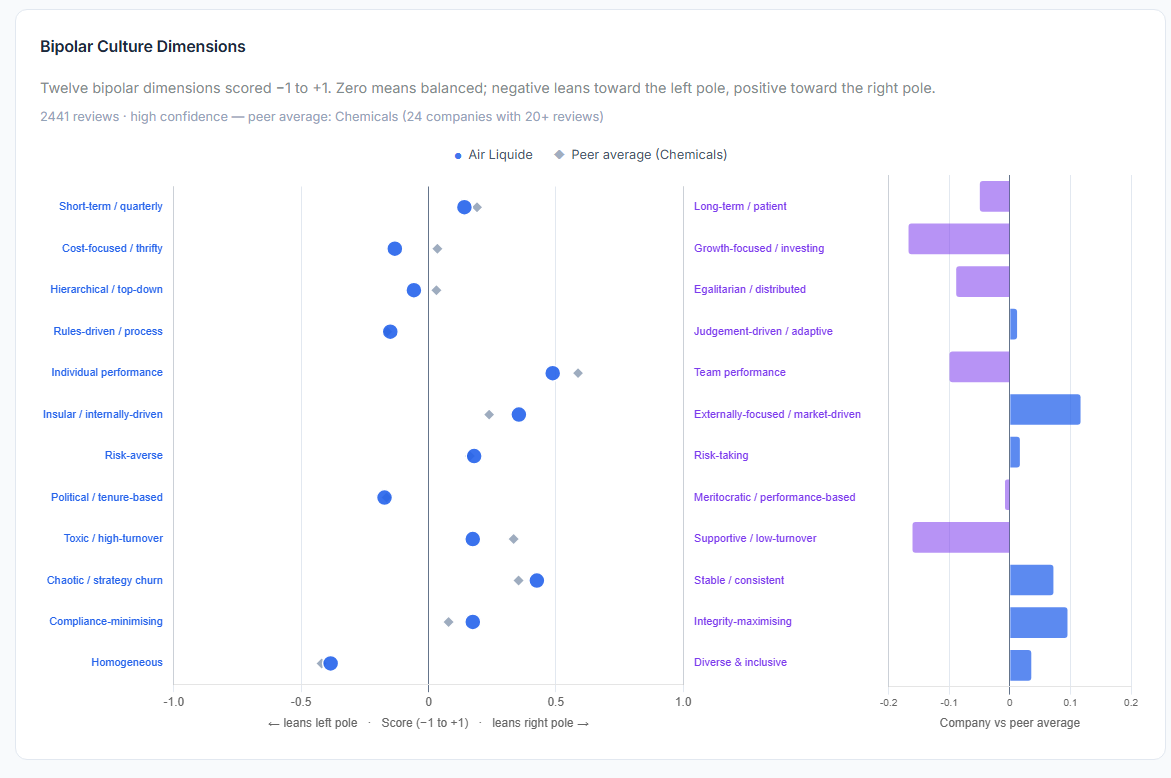 Bipolar Culture Dimensions
Twelve bipolar dimensions scored −1 to +1. Zero means balanced; negative leans toward the left pole, positive toward the right pole.
2441 reviews · high confidence — peer average: Chemicals (24 companies with 20+ reviews)
Air Liquide Peer average (Chemicals)
Short-term / quarterly Long-term / patient
Cost-focused / thrifty Growth-focused / investing
Hierarchical / top-down Egalitarian / distributed
Rules-driven / process Judgement-driven / adaptive
Individual performance Team performance
Insular / internally-driven Externally-focused / market-driven
Risk-averse Risk-taking
Political / tenure-based Meritocratic / performance-based
Toxic / high-turnover Supportive / low-turnover
Chaotic / strategy churn Stable / consistent
Compliance-minimising Integrity-maximising
Homogeneous Diverse & inclusive
-1.0 -0.5 0 0.5 1.0 -0.2 -0.1 0 0.1 0.2
← leans left pole · Score (−1 to +1) · leans right pole → Company vs peer average